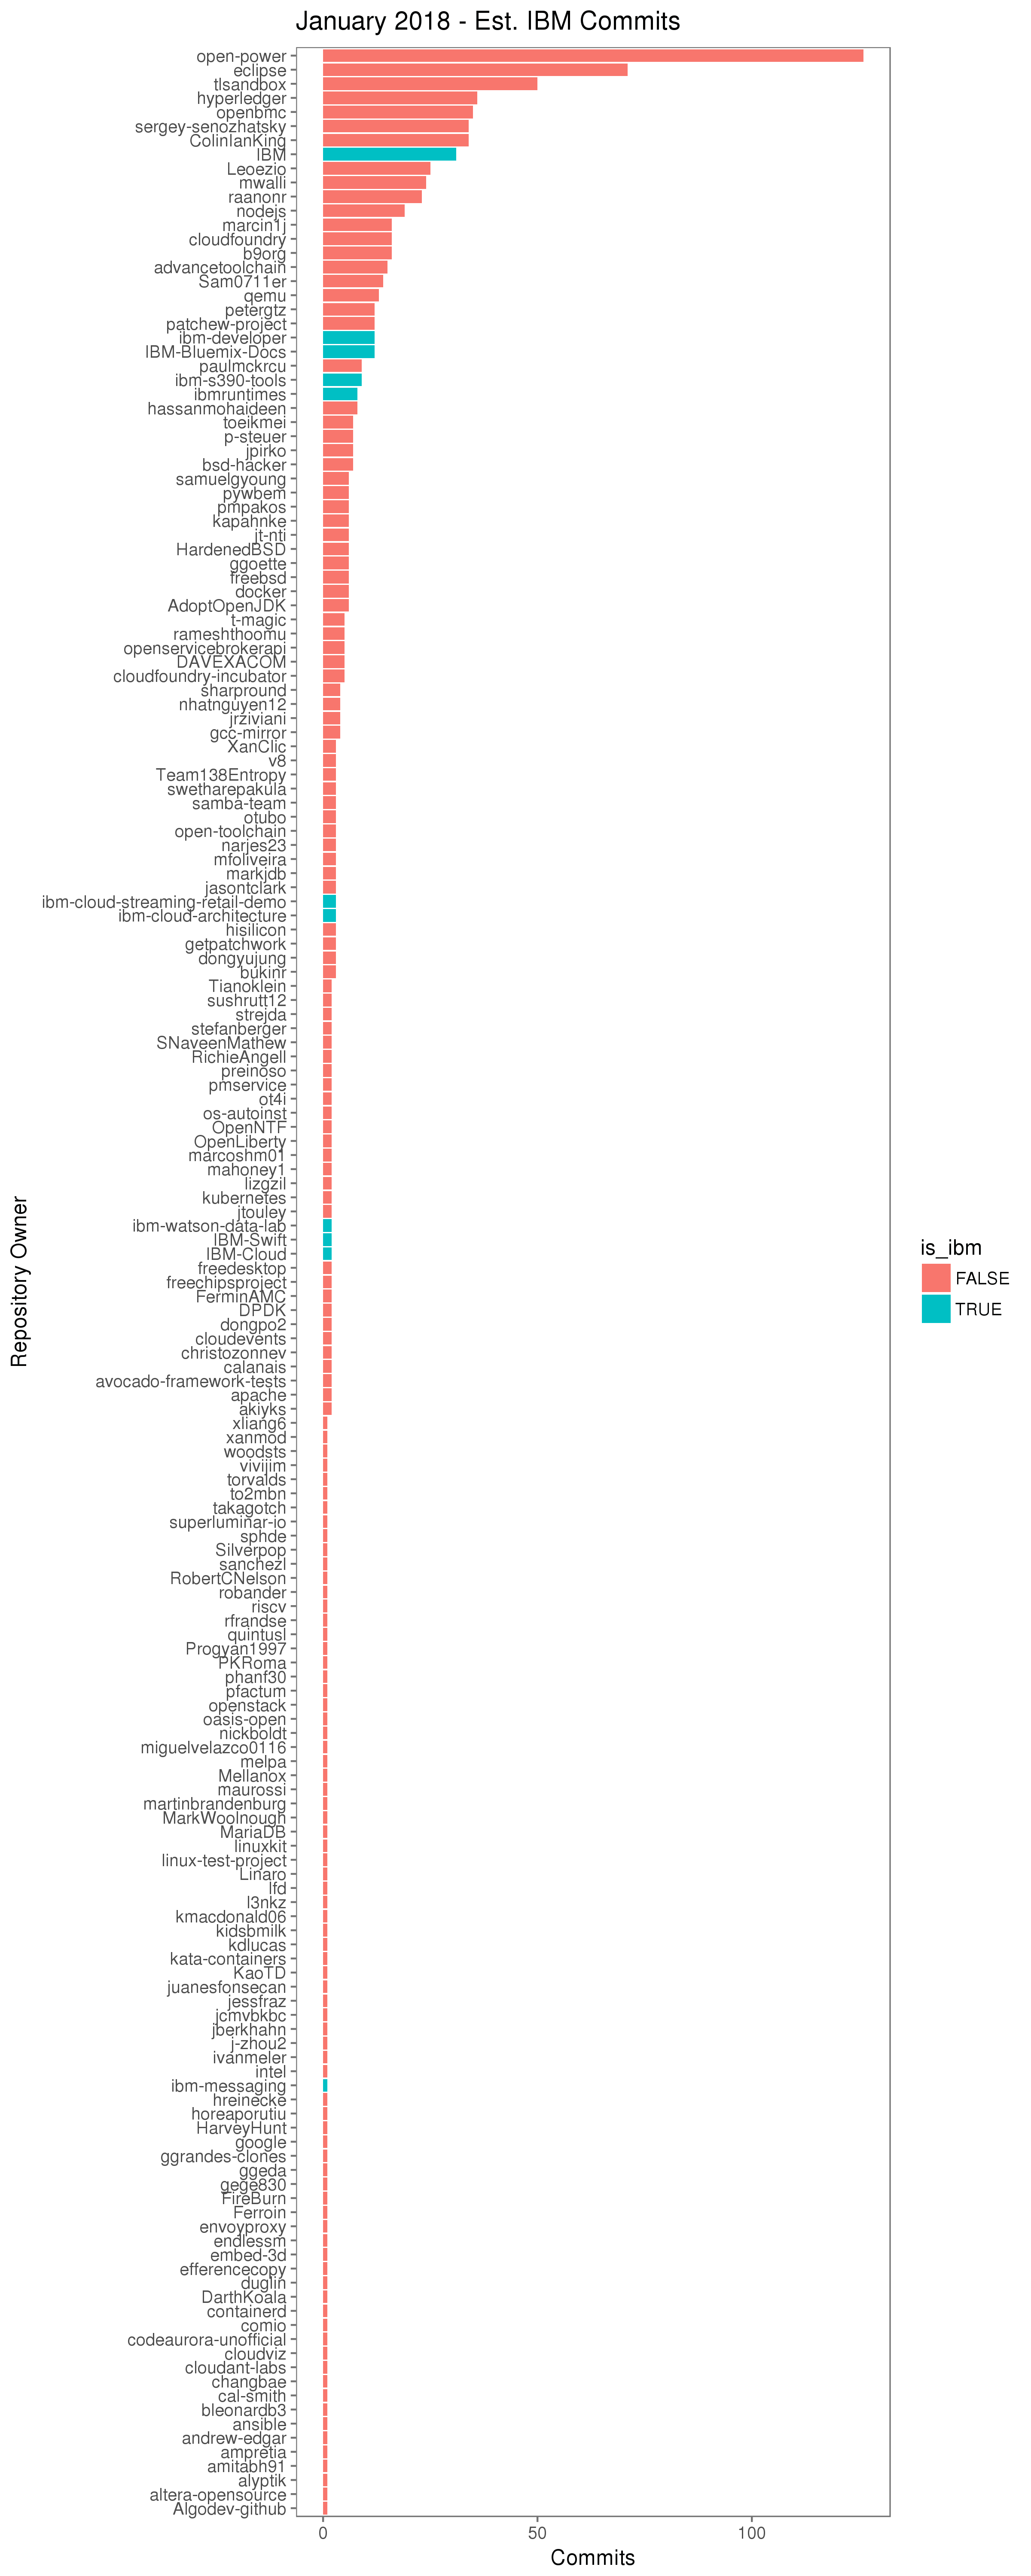 January 2018 - Est. IBM Commits
open-power
eclipse
tlsandbox
hyperledger
openbmc
sergey-senozhatsky
ColinIanKing
IBM
Leoezio
mwalli
raanonr
nodejs
marcin1j
cloudfoundry
b9org
advancetoolchain
Sam0711er
qemu
petergtz
patchew-project
ibm-developer
IBM-Bluemix-Docs
paulmckrcu
ibm-s390-tools
ibmruntimes
hassanmohaideen
toeikmei
p-steuer
jpirko
bsd-hacker
samuelgyoung
pywbem
pmpakos
kapahnke
jt-nti
HardenedBSD
ggoette
freebsd
docker
AdoptOpenJDK
t-magic
rameshthoomu
openservicebrokerapi
DAVEXACOM
cloudfoundry-incubator
sharpround
nhatnguyen12
jrziviani
gcc-mirror
XanClic
v8
Team138Entropy
swetharepakula
samba-team
otubo
open-toolchain
narjes23
mfoliveira
markjdb
jasontclark
ibm-cloud-streaming-retail-demo
ibm-cloud-architecture
hisilicon
getpatchwork
dongyujung
bukinr
Tianoklein
sushrutt12
strejda
stefanberger
SNaveenMathew
RichieAngell
preinoso
pmservice
ot4i
os-autoinst
OpenNTF
OpenLiberty
marcoshm01
mahoney1
lizgzil
kubernetes
jtouley
ibm-watson-data-lab
IBM-Swift
IBM-Cloud
freedesktop
freechipsproject
FerminAMC
DPDK
dongpo2
cloudevents
christozonnev
calanais
avocado-framework-tests
apache
akiyks
xliang6
xanmod
woodsts
vivijim
torvalds
to2mbn
takagotch
superluminar-io
sphde
Silverpop
sanchezl
RobertCNelson
robander
riscv
rfrandse
quintusl
Progyan1997
PKRoma
phanf30
pfactum
openstack
oasis-open
nickboldt
miguelvelazco0116
melpa
Mellanox
maurossi
martinbrandenburg
MarkWoolnough
MariaDB
linuxkit
linux-test-project
Linaro
lfd
l3nkz
kmacdonald06
kidsbmilk
kdlucas
kata-containers
KaoTD
juanesfonsecan
jessfraz
jcmvbkbc
jberkhahn
j-zhou2
ivanmeler
intel
ibm-messaging
hreinecke
horeaporutiu
HarveyHunt
google
ggrandes-clones
ggeda
gege830
FireBurn
Ferroin
envoyproxy
endlessm
embed-3d
efferencecopy
duglin
DarthKoala
containerd
comio
codeaurora-unofficial
cloudviz
cloudant-labs
changbae
cal-smith
bleonardb3
ansible
andrew-edgar
ampretia
amitabh91
alyptik
altera-opensource
Algodev-github
0 50 100
Commits
Repository Owner
is_ibm
FALSE
TRUE